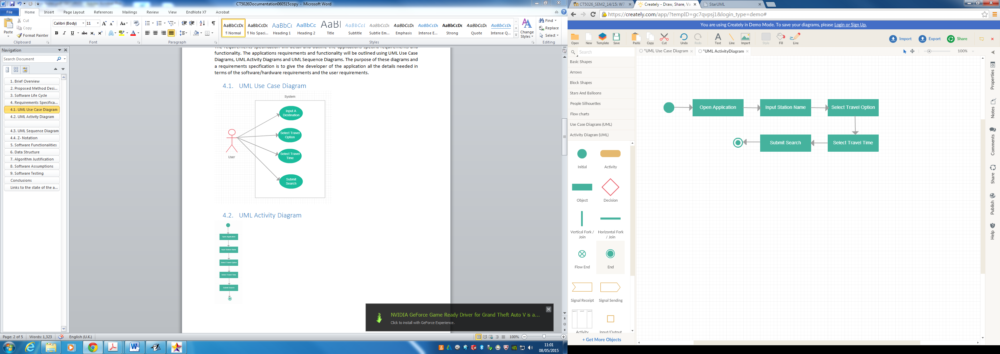 CT5026Documentation060515copy - Microsoft Word
File Home Insert Page Layout References Mailings Review View EndNote X7 Acrobat
Paste
Cut
Copy
Format Painter
Clipboard
Calibri (Body) 11
Font
Paragraph
AaBbCcDc AaBbCcDc AaBbCc AaBbCc AaBl AaBbCcL AaBbCcDc AaBbCcDc AaBbCcDc AaBbCcDc AaBbCcDc AaBbCcDc
¶ Normal ¶ No Spaci... Heading 1 Heading 2 Title Subtitle Subtle Em... Emphasis Intense E... Strong Quote Intense Q...
Styles
Change
Styles
Find
Replace
Select
Editing
Navigation
Search Document
1. Brief Overview
2. Proposed Method Desi...
3. Software Life Cycle
4. Requirements Specifica...
4.1. UML Use Case Diagram
4.2. UML Activity Diagram
4.3. UML Sequence Diagram
4.4. Z- Notation
5. Software Functionalities
6. Data Structure
7. Algorithm Justification
8. Software Assumptions
9. Software Testing
Conclusions
Links to the state of the a...
The requirements specification will detail and outline the applications specific requirements and
functionality. The applications requirements and functionality will be outlined using UML Use Case
Diagrams, UML Activity Diagrams and UML Sequence Diagrams. The purpose of these diagrams and
a requirements specification is to give the developer of the application all the details needed in
terms of the software/hardware requirements and the user requirements.
4.1. UML Use Case Diagram
System
Input A
Destination
Select Travel
Option
Select Travel
Time
Submit
Search
User
4.2. UML Activity Diagram
Open Application
Input Station Name
Select Travel Option
Select Travel Time
Submit Search
NVIDIA GeForce Game Ready Driver for Grand Theft Auto V is a...
Click to install with GeForce Experience.
Page: 2 of 5 Words: 1,323 English (U.K.) 100%
11:01
08/05/2015
CT5026_SEM2_14/15: W7
Creately - Draw, Share, Va
StarUML
https://creately.com/app/?tempID=gc7qvpsj1&login_type=demo#
You are using Creately in Demo Mode. To save your diagrams, please Login or Sign Up.
Open New Template Save Paste Copy Cut Undo Redo Text Line Import Style Fill Line
Import Export Share
Search
*UML Use Case Diagram
*UML ActivityDiagram
100%
Basic Shapes
Arrows
Block Shapes
Stars And Balloons
People Silhouettes
Flow charts
Use Case Diagrams (UML)
Activity Diagram (UML)
Initial Activity
Object Decision
Vertical Fork /
Join
Horizontal Fork
/ Join
Flow End End
Signal Receipt Signal Sending
Activity Input/Output
+ Get More Objects
Open Application
Input Station Name
Select Travel Option
Submit Search
Select Travel Time
Properties
Notes
Comments
Share
Publish
Help